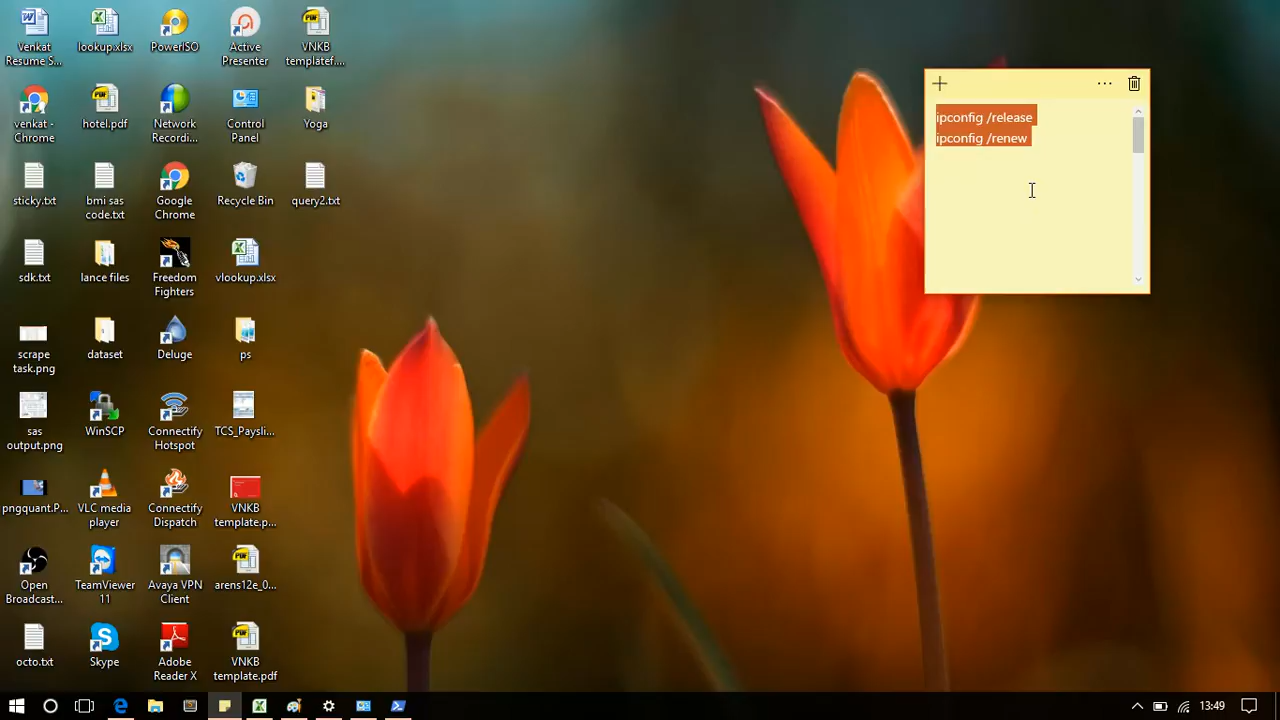 Venkat
Resume S...
lookup.xlsx
PowerISO
Active
Presenter
VNKB
templatef....
venkat -
Chrome
hotel.pdf
Network
Recordi...
Control
Panel
Yoga
sticky.txt
bmi sas
code.txt
Google
Chrome
Recycle Bin
query2.txt
sdk.txt
lance files
Freedom
Fighters
vlookup.xlsx
scrape
task.png
dataset
Deluge
ps
sas
output.png
WinSCP
Connectify
Hotspot
TCS_Paysli...
pngquant.P...
VLC media
player
Connectify
Dispatch
VNKB
template.p...
Open
Broadcast...
TeamViewer
11
Avaya VPN
Client
arens12e_0...
octo.txt
Skype
Adobe
Reader X
VNKB
template.pdf
ipconfig /release
ipconfig /renew
13:49